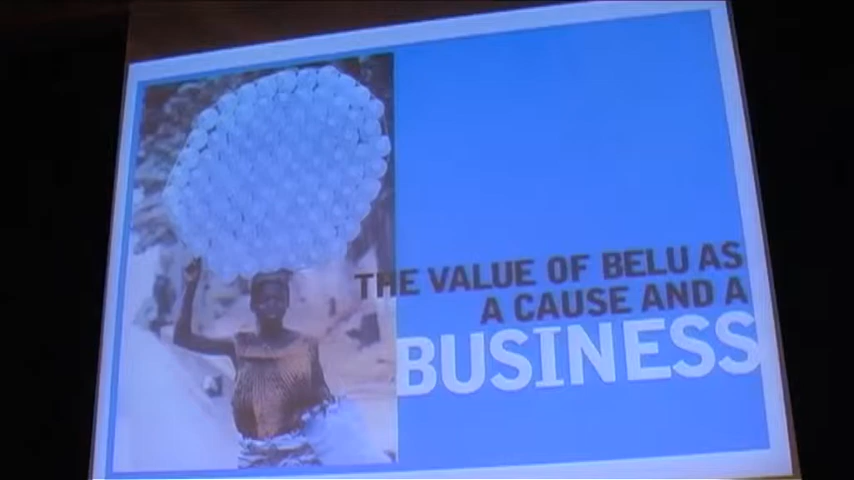 THE VALUE OF BELU AS
A CAUSE AND A
BUSINESS